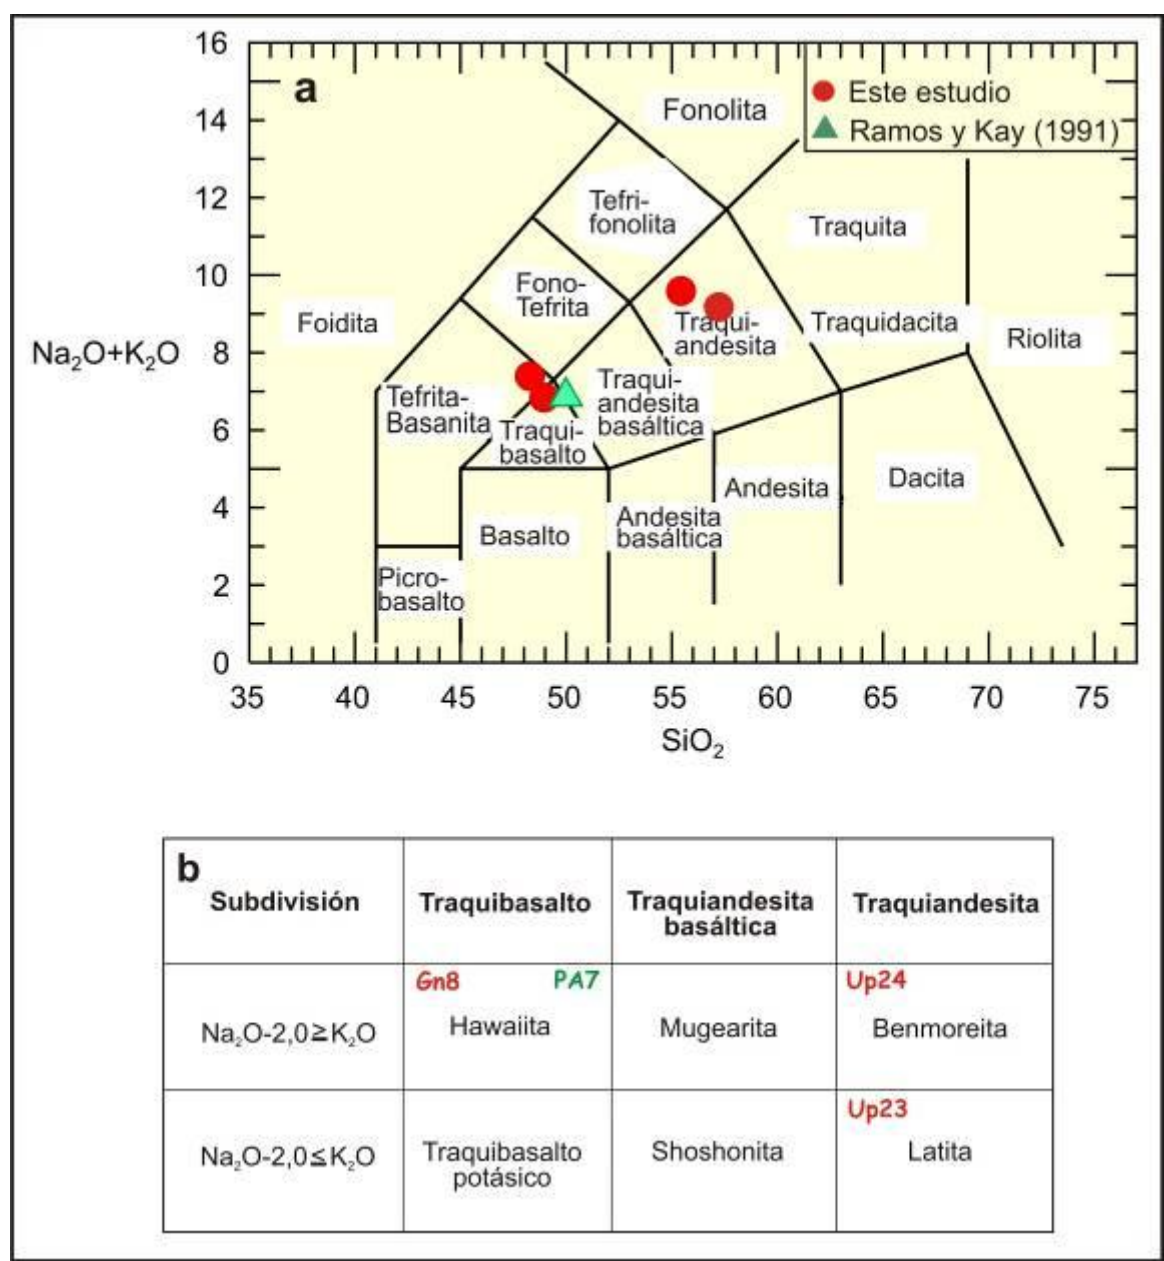 16
14
12
10
8
6
4
2
0
Na₂O+K₂O
35 40 45 50 55 60 65 70 75
SiO₂
a
Este estudio
Ramos y Kay (1991)
Fonolita
Tefri-
fonolita
Traquita
Fono-
Tefrita
Foidita
Traqui-
andesita
Traquidacita
Riolita
Tefrita-
Basanita
Traqui-
andesita
basáltica
Traqui-
basalto
Dacita
Andesita
Basalto
Andesita
basáltica
Picro-
basalto
b
Subdivisión
Traquibasalto
Traquiandesita
basáltica
Traquiandesita
Na₂O-2,0≧K₂O
Gn8 PA7
Hawaiita
Mugearita
Up24
Benmoreita
Na₂O-2,0≦K₂O
Traquibasalto
potásico
Shoshonita
Up23
Latita